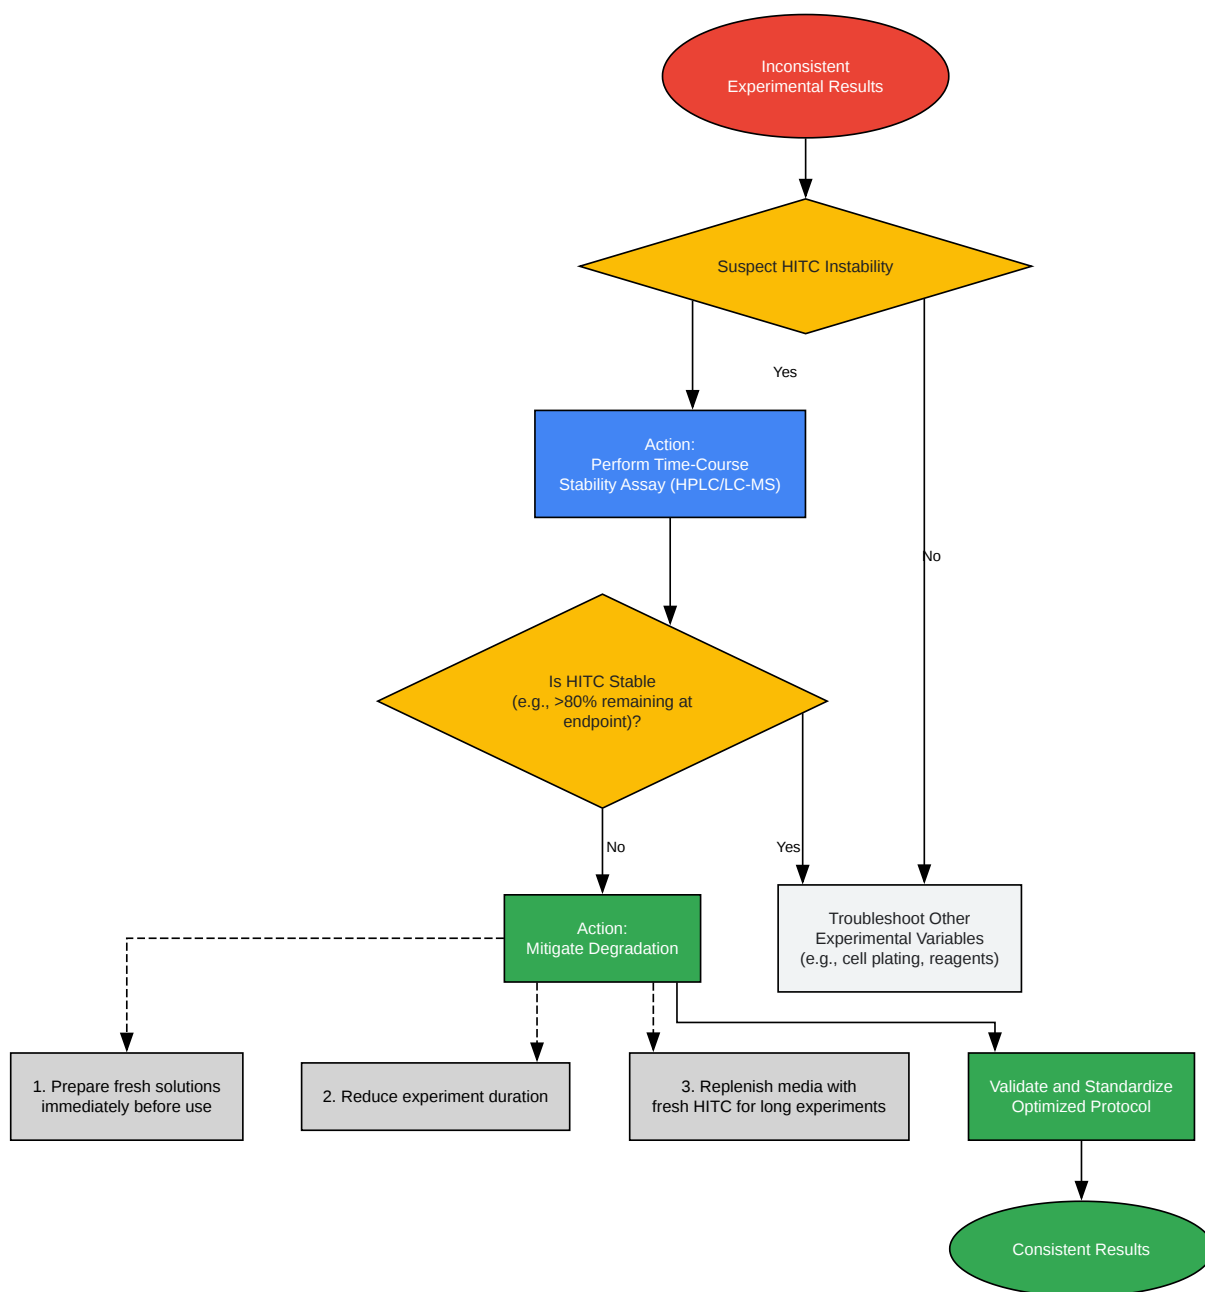 Inconsistent
Experimental Results
Suspect HITC Instability
Yes
Action:
Perform Time-Course
Stability Assay (HPLC/LC-MS)
No
Is HITC Stable
(e.g., >80% remaining at
endpoint)?
No
Yes
Action:
Mitigate Degradation
Troubleshoot Other
Experimental Variables
(e.g., cell plating, reagents)
1. Prepare fresh solutions
immediately before use
2. Reduce experiment duration
3. Replenish media with
fresh HITC for long experiments
Validate and Standardize
Optimized Protocol
Consistent Results